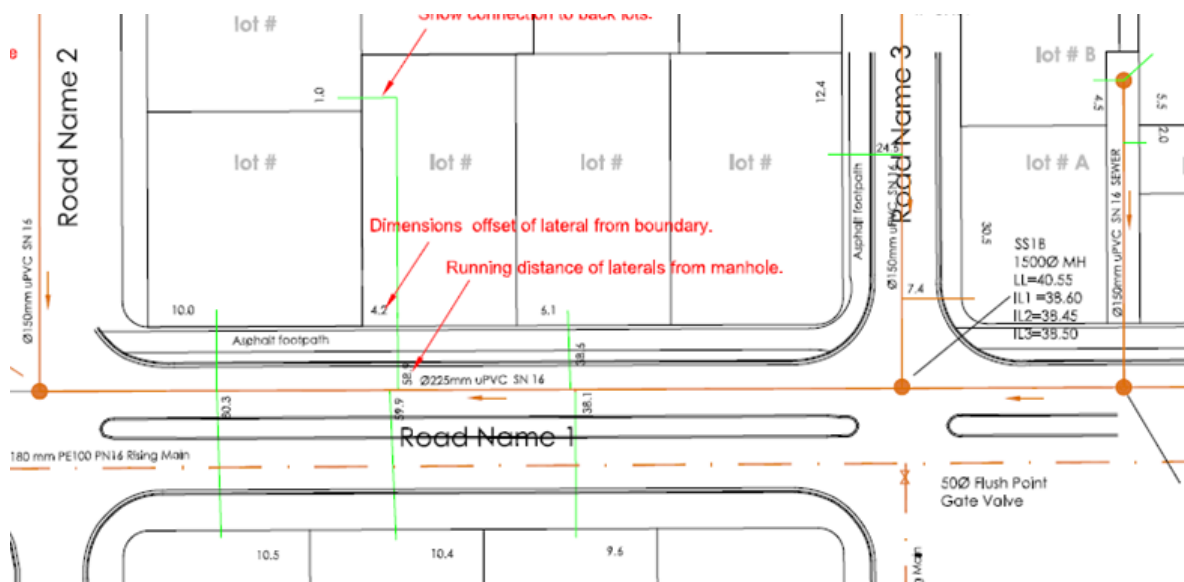 Show connection to back lots.
e
lot #
lot #
lot # B
Road Name 2
1.0
12.4
Road Name 3
4.5
5.5
2.0
24.5
lot #
lot #
lot #
lot #
lot # A
Asphalt footpath
Ø150mm uPVC SN 16
Ø150mm uPVC SN 16 SEWER
Dimensions offset of lateral from boundary.
30.5
SS1B
1500Ø MH
LL=40.55
IL1 =38.60
IL2=38.45
IL3=38.50
Running distance of laterals from manhole.
Ø150mm uPVC SN 16
7.4
10.0
4.2
6.1
Asphalt footpath
38.6
58.9
Ø225mm uPVC SN 16
80.3
59.9
38.1
Road Name 1
180 mm PE100 PN16 Rising Main
50Ø Flush Point
Gate Valve
10.5
10.4
9.6
Main